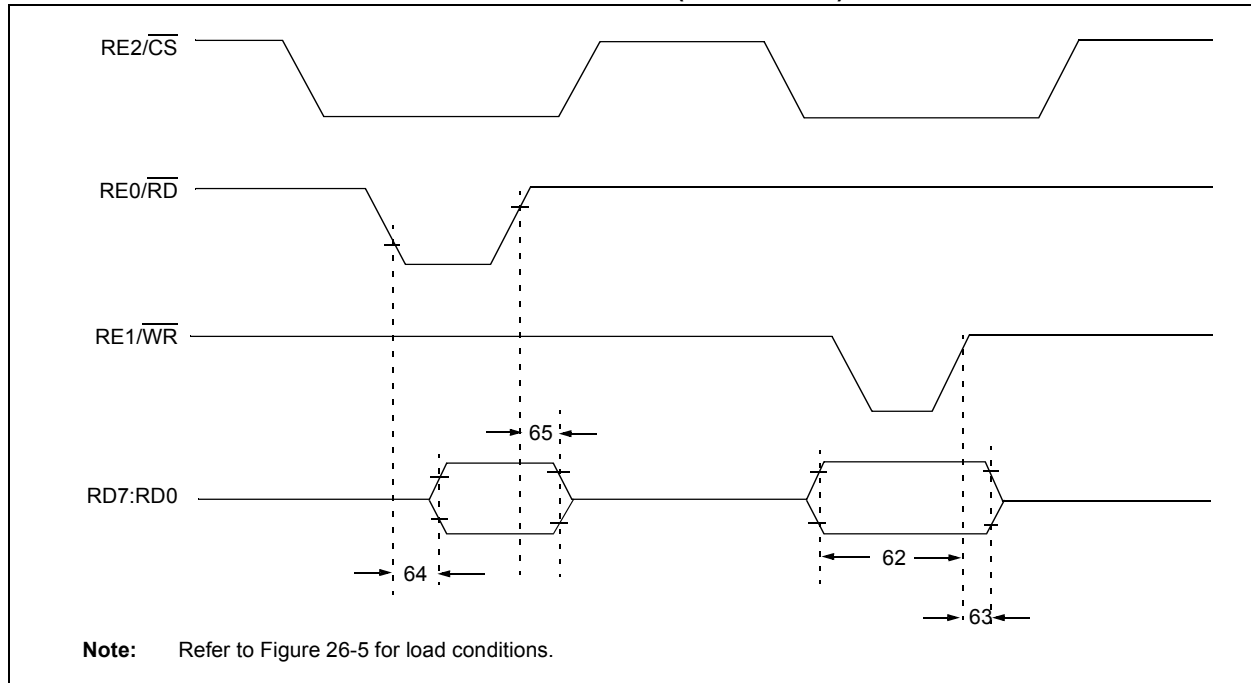 RE2/CS
RE0/RD
RE1/WR
65
RD7:RD0
64
62
63
Note: Refer to Figure 26-5 for load conditions.